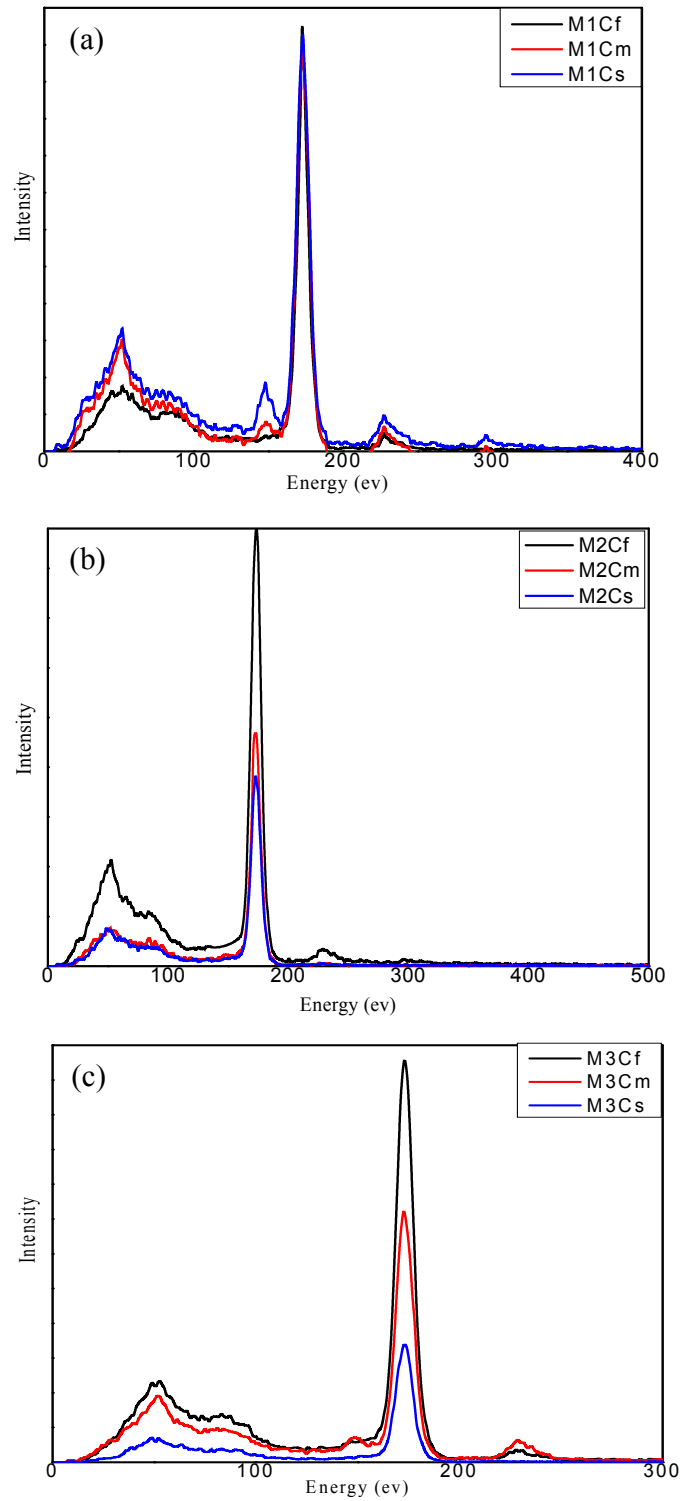 (a)
M1Cf
M1Cm
M1Cs
Intensity
0 100 200 300 400
Energy (ev)
(b)
M2Cf
M2Cm
M2Cs
Intensity
0 100 200 300 400 500
Energy (ev)
(c)
M3Cf
M3Cm
M3Cs
Intensity
0 100 200 300
Energy (ev)